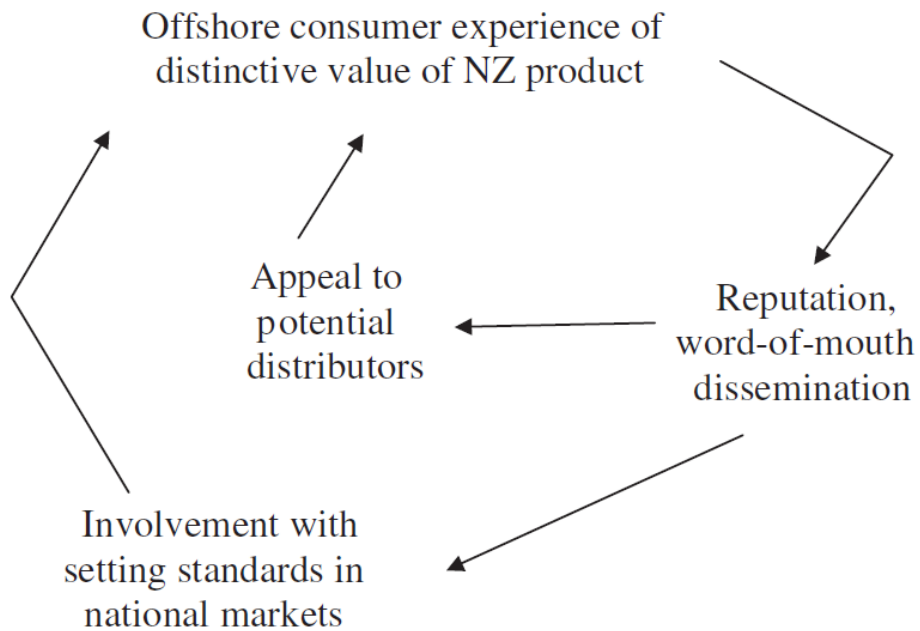 Offshore consumer experience of
distinctive value of NZ product
Appeal to
potential
distributors
Reputation,
word-of-mouth
dissemination
Involvement with
setting standards in
national markets